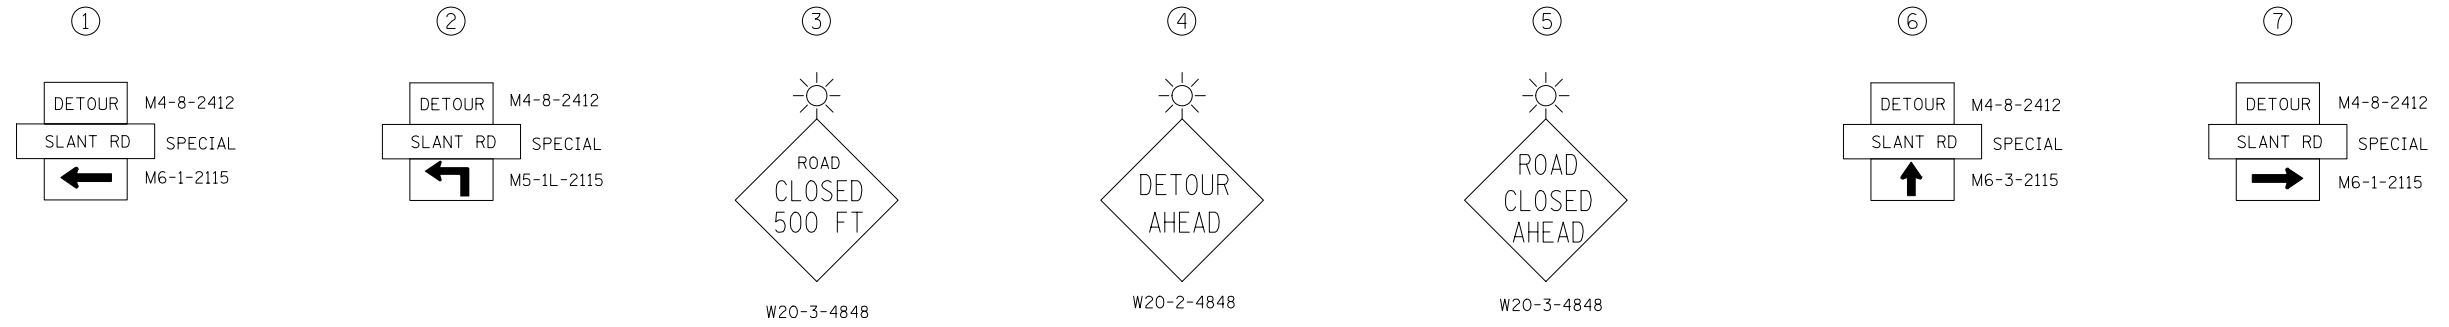 1
DETOUR M4-8-2412
SLANT RD SPECIAL
M6-1-2115
2
DETOUR M4-8-2412
SLANT RD SPECIAL
M5-1L-2115
3
ROAD
CLOSED
500 FT
W20-3-4848
4
DETOUR
AHEAD
W20-2-4848
5
ROAD
CLOSED
AHEAD
W20-3-4848
6
DETOUR M4-8-2412
SLANT RD SPECIAL
M6-3-2115
7
DETOUR M4-8-2412
SLANT RD SPECIAL
M6-1-2115